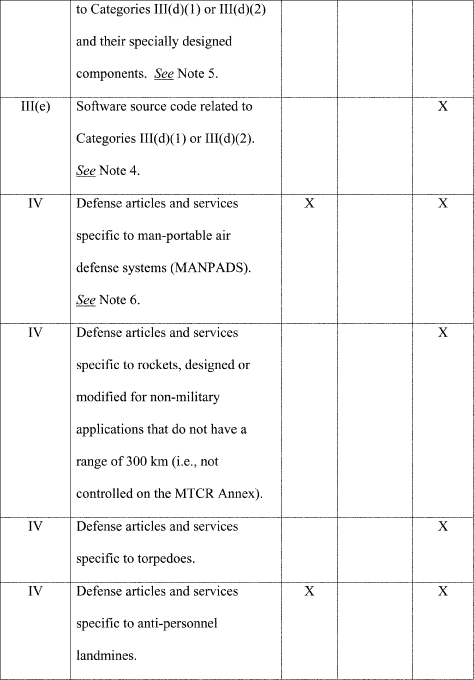 to Categories III(d)(1) or III(d)(2)
and their specially designed
components. See Note 5.
III(e) Software source code related to X
Categories III(d)(1) or III(d)(2).
See Note 4.
IV Defense articles and services X X
specific to man-portable air
defense systems (MANPADS).
See Note 6.
IV Defense articles and services X
specific to rockets, designed or
modified for non-military
applications that do not have a
range of 300 km (i.e., not
controlled on the MTCR Annex).
IV Defense articles and services X
specific to torpedoes.
IV Defense articles and services X X
specific to anti-personnel
landmines.